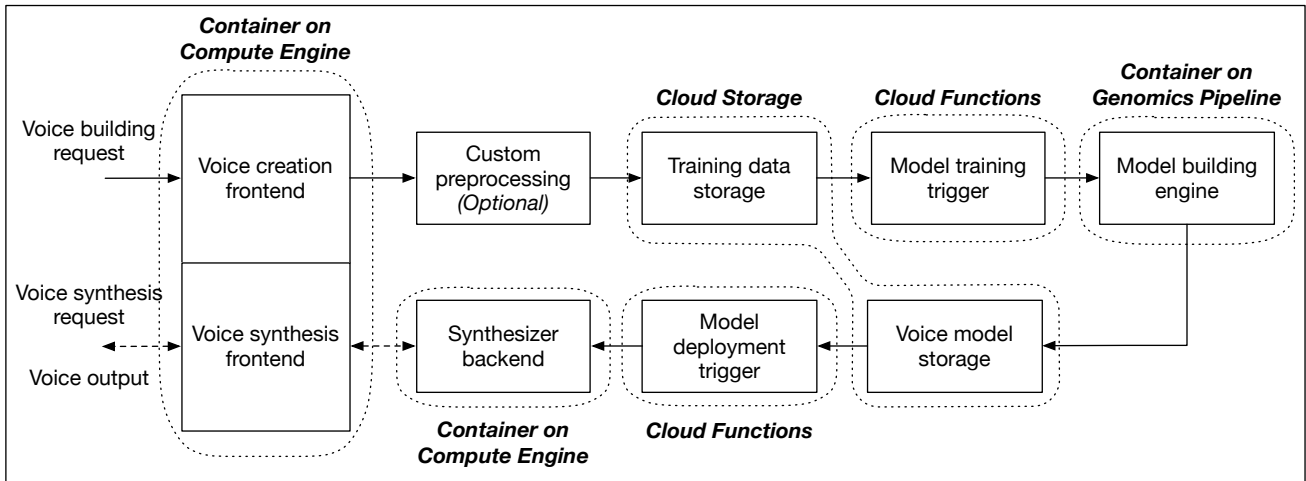 Container on
Compute Engine
Cloud Storage
Cloud Functions
Container on
Genomics Pipeline
Voice building
request
Voice creation
frontend
Custom
preprocessing
(Optional)
Training data
storage
Model training
trigger
Model building
engine
Voice synthesis
request
Voice output
Voice synthesis
frontend
Synthesizer
backend
Model
deployment
trigger
Voice model
storage
Container on
Compute Engine
Cloud Functions